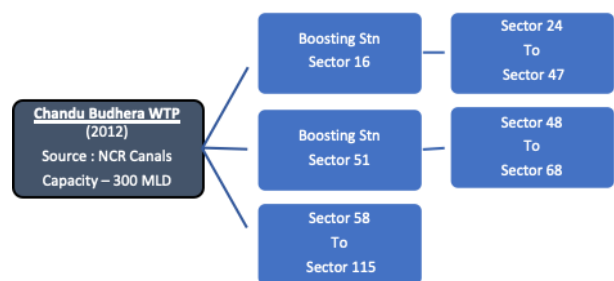 Chandu Budhera WTP
(2012)
Source : NCR Canals
Capacity – 300 MLD
Boosting Stn
Sector 16
Sector 24
To
Sector 47
Boosting Stn
Sector 51
Sector 48
To
Sector 68
Sector 58
To
Sector 115